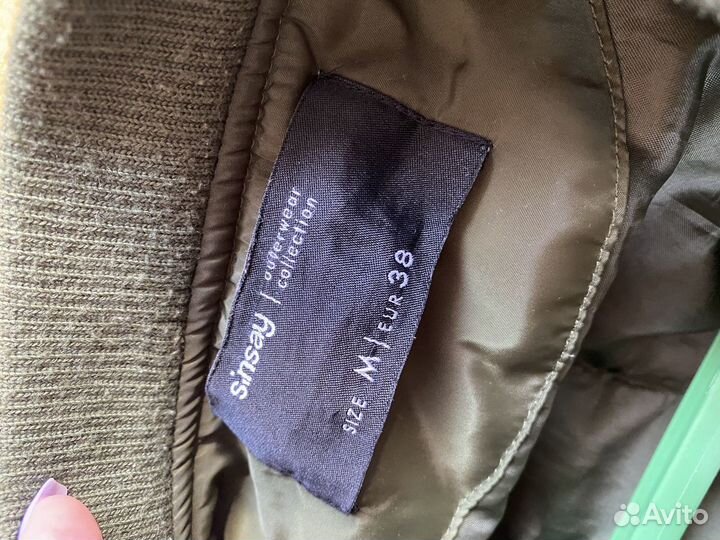 sinsay | outerwear
collection
SIZE M | EUR 38
Avito